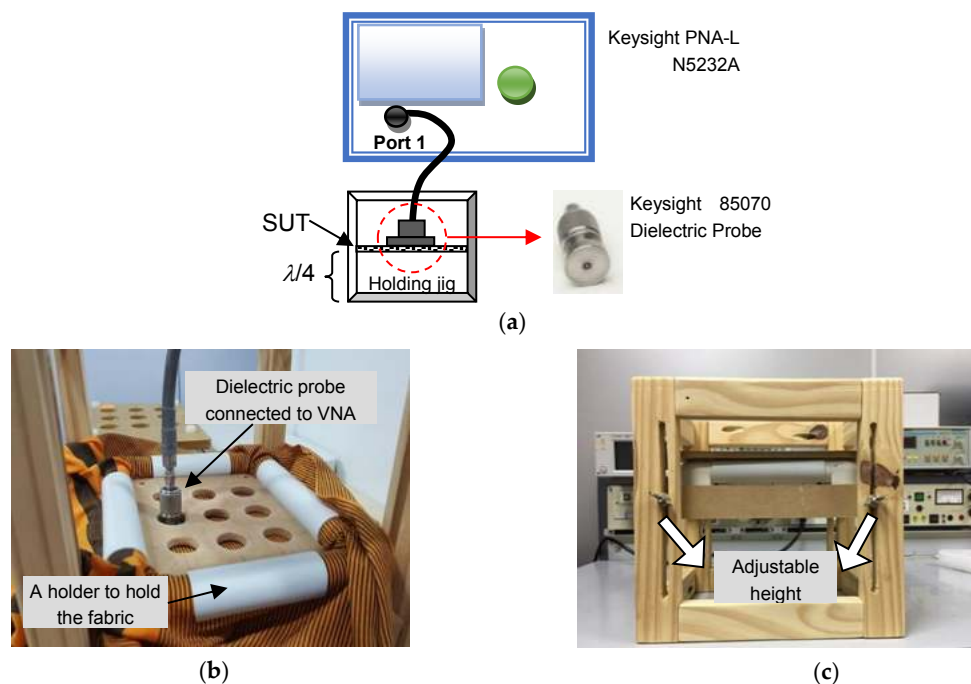 Keysight PNA-L
N5232A
Port 1
SUT
λ/4
Holding jig
Keysight 85070
Dielectric Probe
(a)
Dielectric probe
connected to VNA
A holder to hold
the fabric
(b)
Adjustable
height
(c)